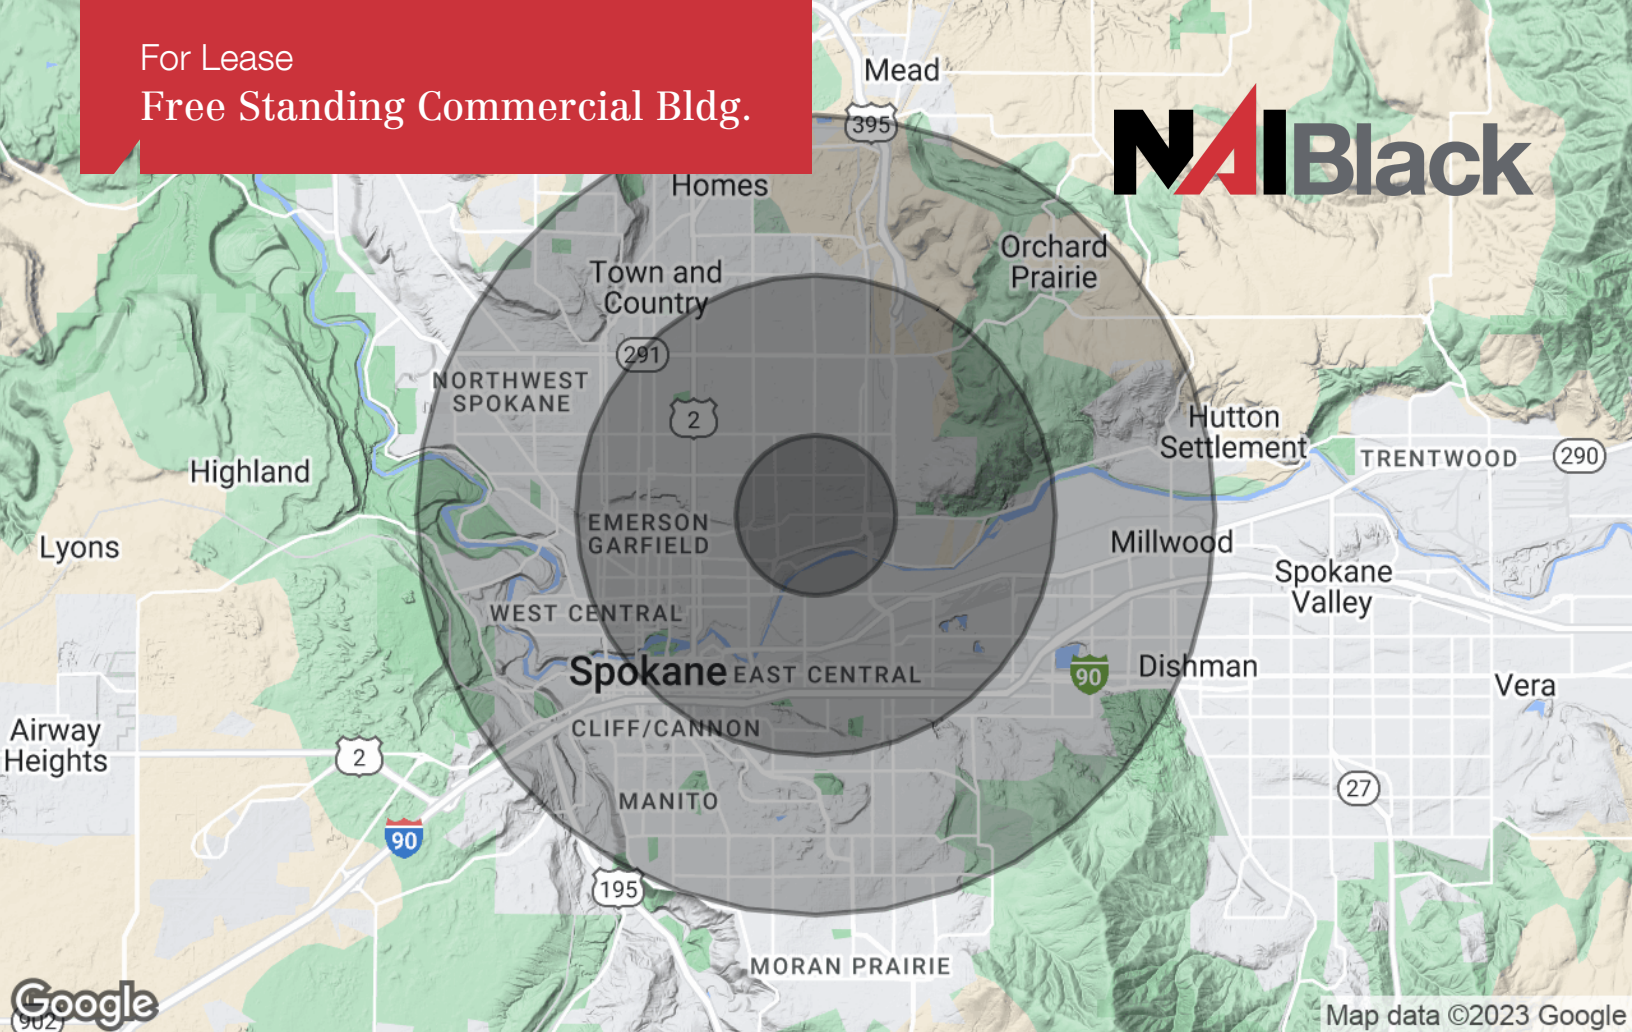 For Lease
Free Standing Commercial Bldg.
Mead
395
NAIBlack
Homes
Orchard
Prairie
Town and
Country
291
NORTHWEST
SPOKANE
2
Hutton
Settlement
TRENTWOOD
290
Highland
EMERSON
GARFIELD
Lyons
Millwood
Spokane
Valley
WEST CENTRAL
Spokane
EAST CENTRAL
90
Dishman
Vera
CLIFF/CANNON
Airway
Heights
2
27
MANITO
90
195
MORAN PRAIRIE
Google
902
Map data ©2023 Google